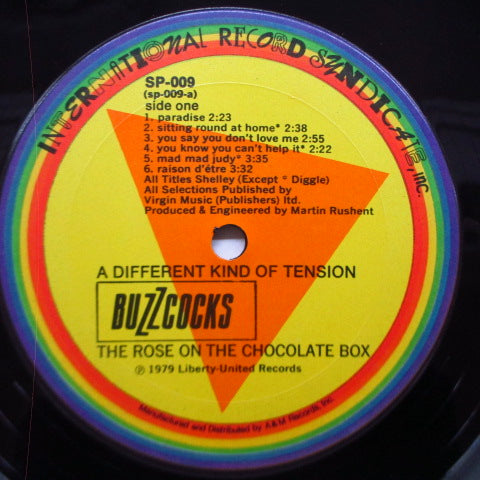 INTERNATIONAL RECORD SYNDICATE, INC.
SP-009
(sp-009-a)
side one
1. paradise 2:23
2. sitting round at home* 2:38
3. you say you don't love me 2:55
4. you know you can't help it* 2:22
5. mad mad judy* 3:35
6. raison d'étre 3:32
All Titles Shelley (Except * Diggle)
All Selections Published by
Virgin Music (Publishers) ltd.
Produced & Engineered by Martin Rushent
A DIFFERENT KIND OF TENSION
BUZZCOCKS
THE ROSE ON THE CHOCOLATE BOX
℗ 1979 Liberty-United Records
Manufactured and Distributed by A&M Records, Inc.